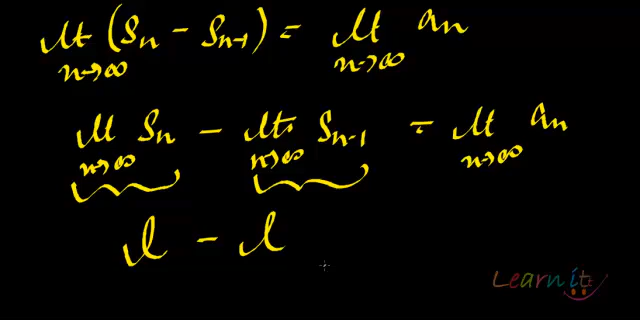 lt (Sn - Sn-1) = lt an
n→∞ n→∞
lt Sn - lt Sn-1 = lt an
n→∞ n→∞ n→∞
l - l
Learnit